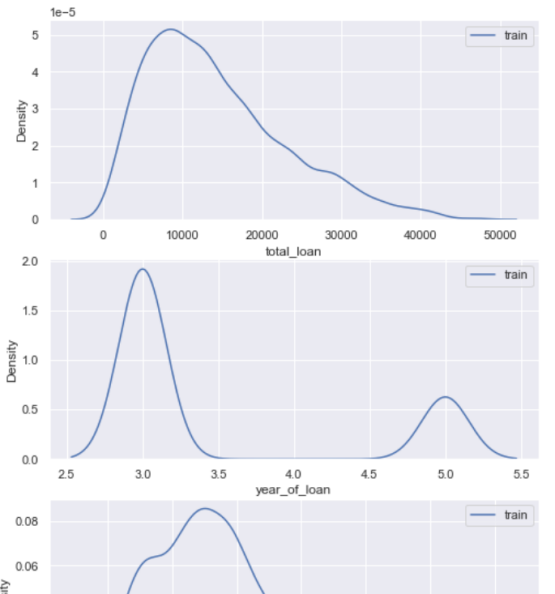 1e−5
train
5
4
3
2
1
0
Density
0 10000 20000 30000 40000 50000
total_loan
2.0
train
1.5
1.0
0.5
0.0
Density
2.5 3.0 3.5 4.0 4.5 5.0 5.5
year_of_loan
train
0.08
0.06
ity